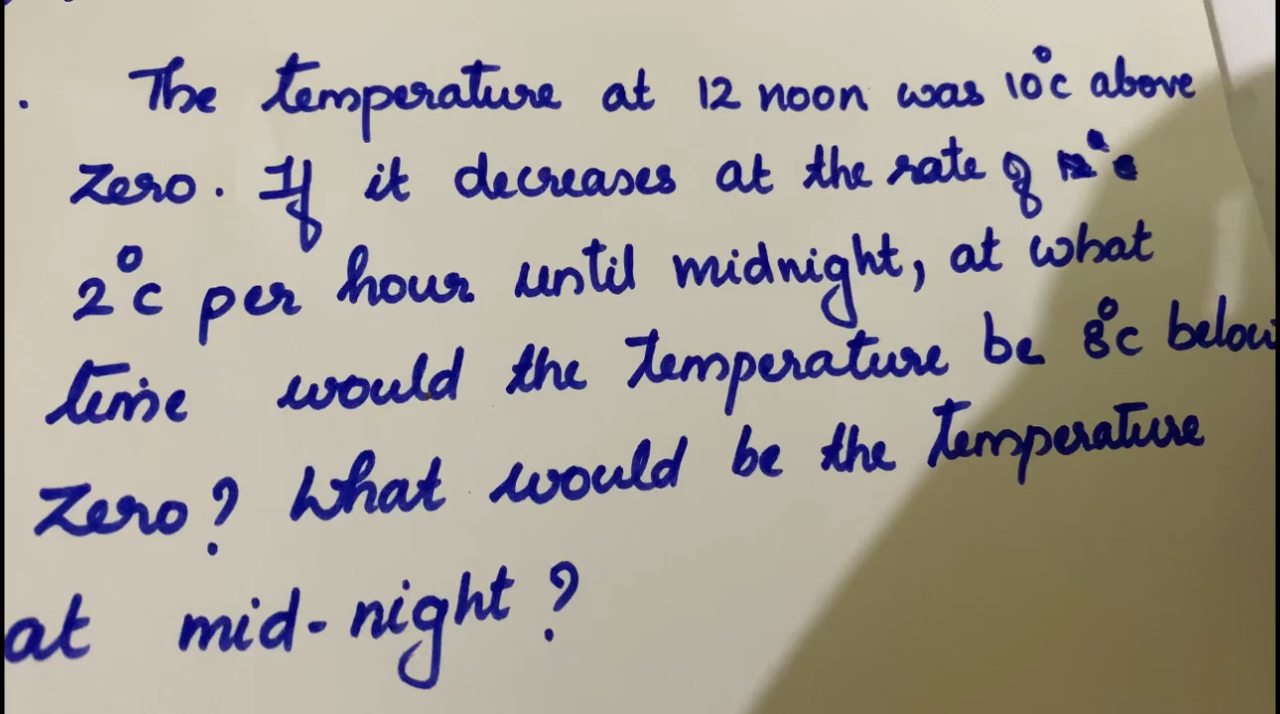 . The temperature at 12 noon was 10°c above
Zero. If it decreases at the rate of
2°c per hour until midnight, at what
time would the temperature be 8°c below
Zero? What would be the temperature
at mid-night?